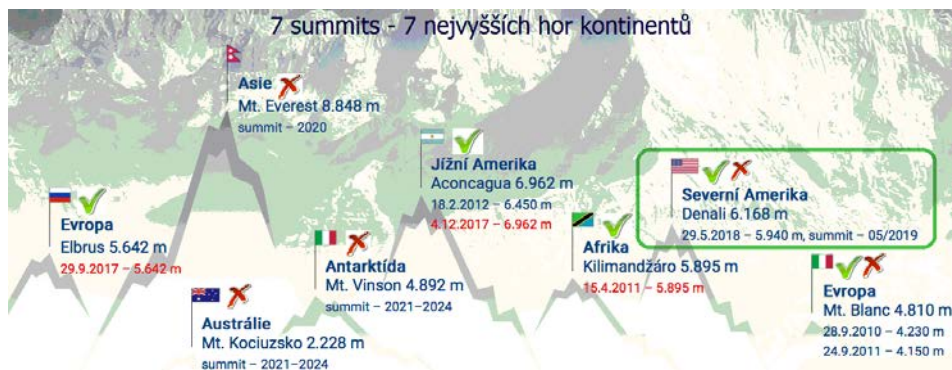 7 summits - 7 nejvyšších hor kontinentů
Asie
Mt. Everest 8.848 m
summit – 2020
Jížní Amerika
Aconcagua 6.962 m
18.2.2012 – 6.450 m
4.12.2017 – 6.962 m
Severní Amerika
Denali 6.168 m
29.5.2018 – 5.940 m, summit – 05/2019
Evropa
Elbrus 5.642 m
29.9.2017 – 5.642 m
Antarktída
Mt. Vinson 4.892 m
summit – 2021–2024
Afrika
Kilimandžáro 5.895 m
15.4.2011 – 5.895 m
Austrálie
Mt. Kociuzsko 2.228 m
summit – 2021–2024
Evropa
Mt. Blanc 4.810 m
28.9.2010 – 4.230 m
24.9.2011 – 4.150 m